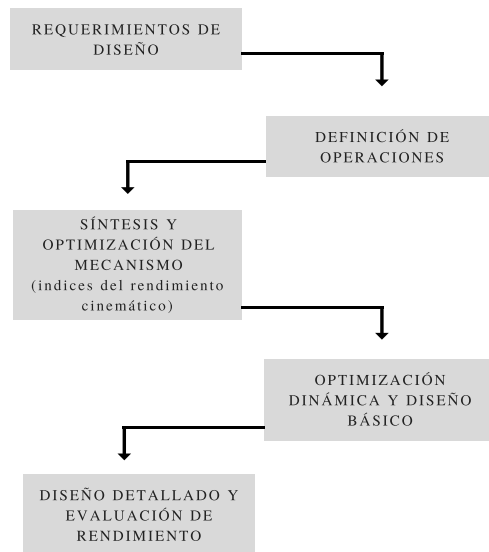 REQUERIMIENTOS DE
DISEÑO
DEFINICIÓN DE
OPERACIONES
SÍNTESIS Y
OPTIMIZACIÓN DEL
MECANISMO
(indices del rendimiento
cinemático)
OPTIMIZACIÓN
DINÁMICA Y DISEÑO
BÁSICO
DISEÑO DETALLADO Y
EVALUACIÓN DE
RENDIMIENTO